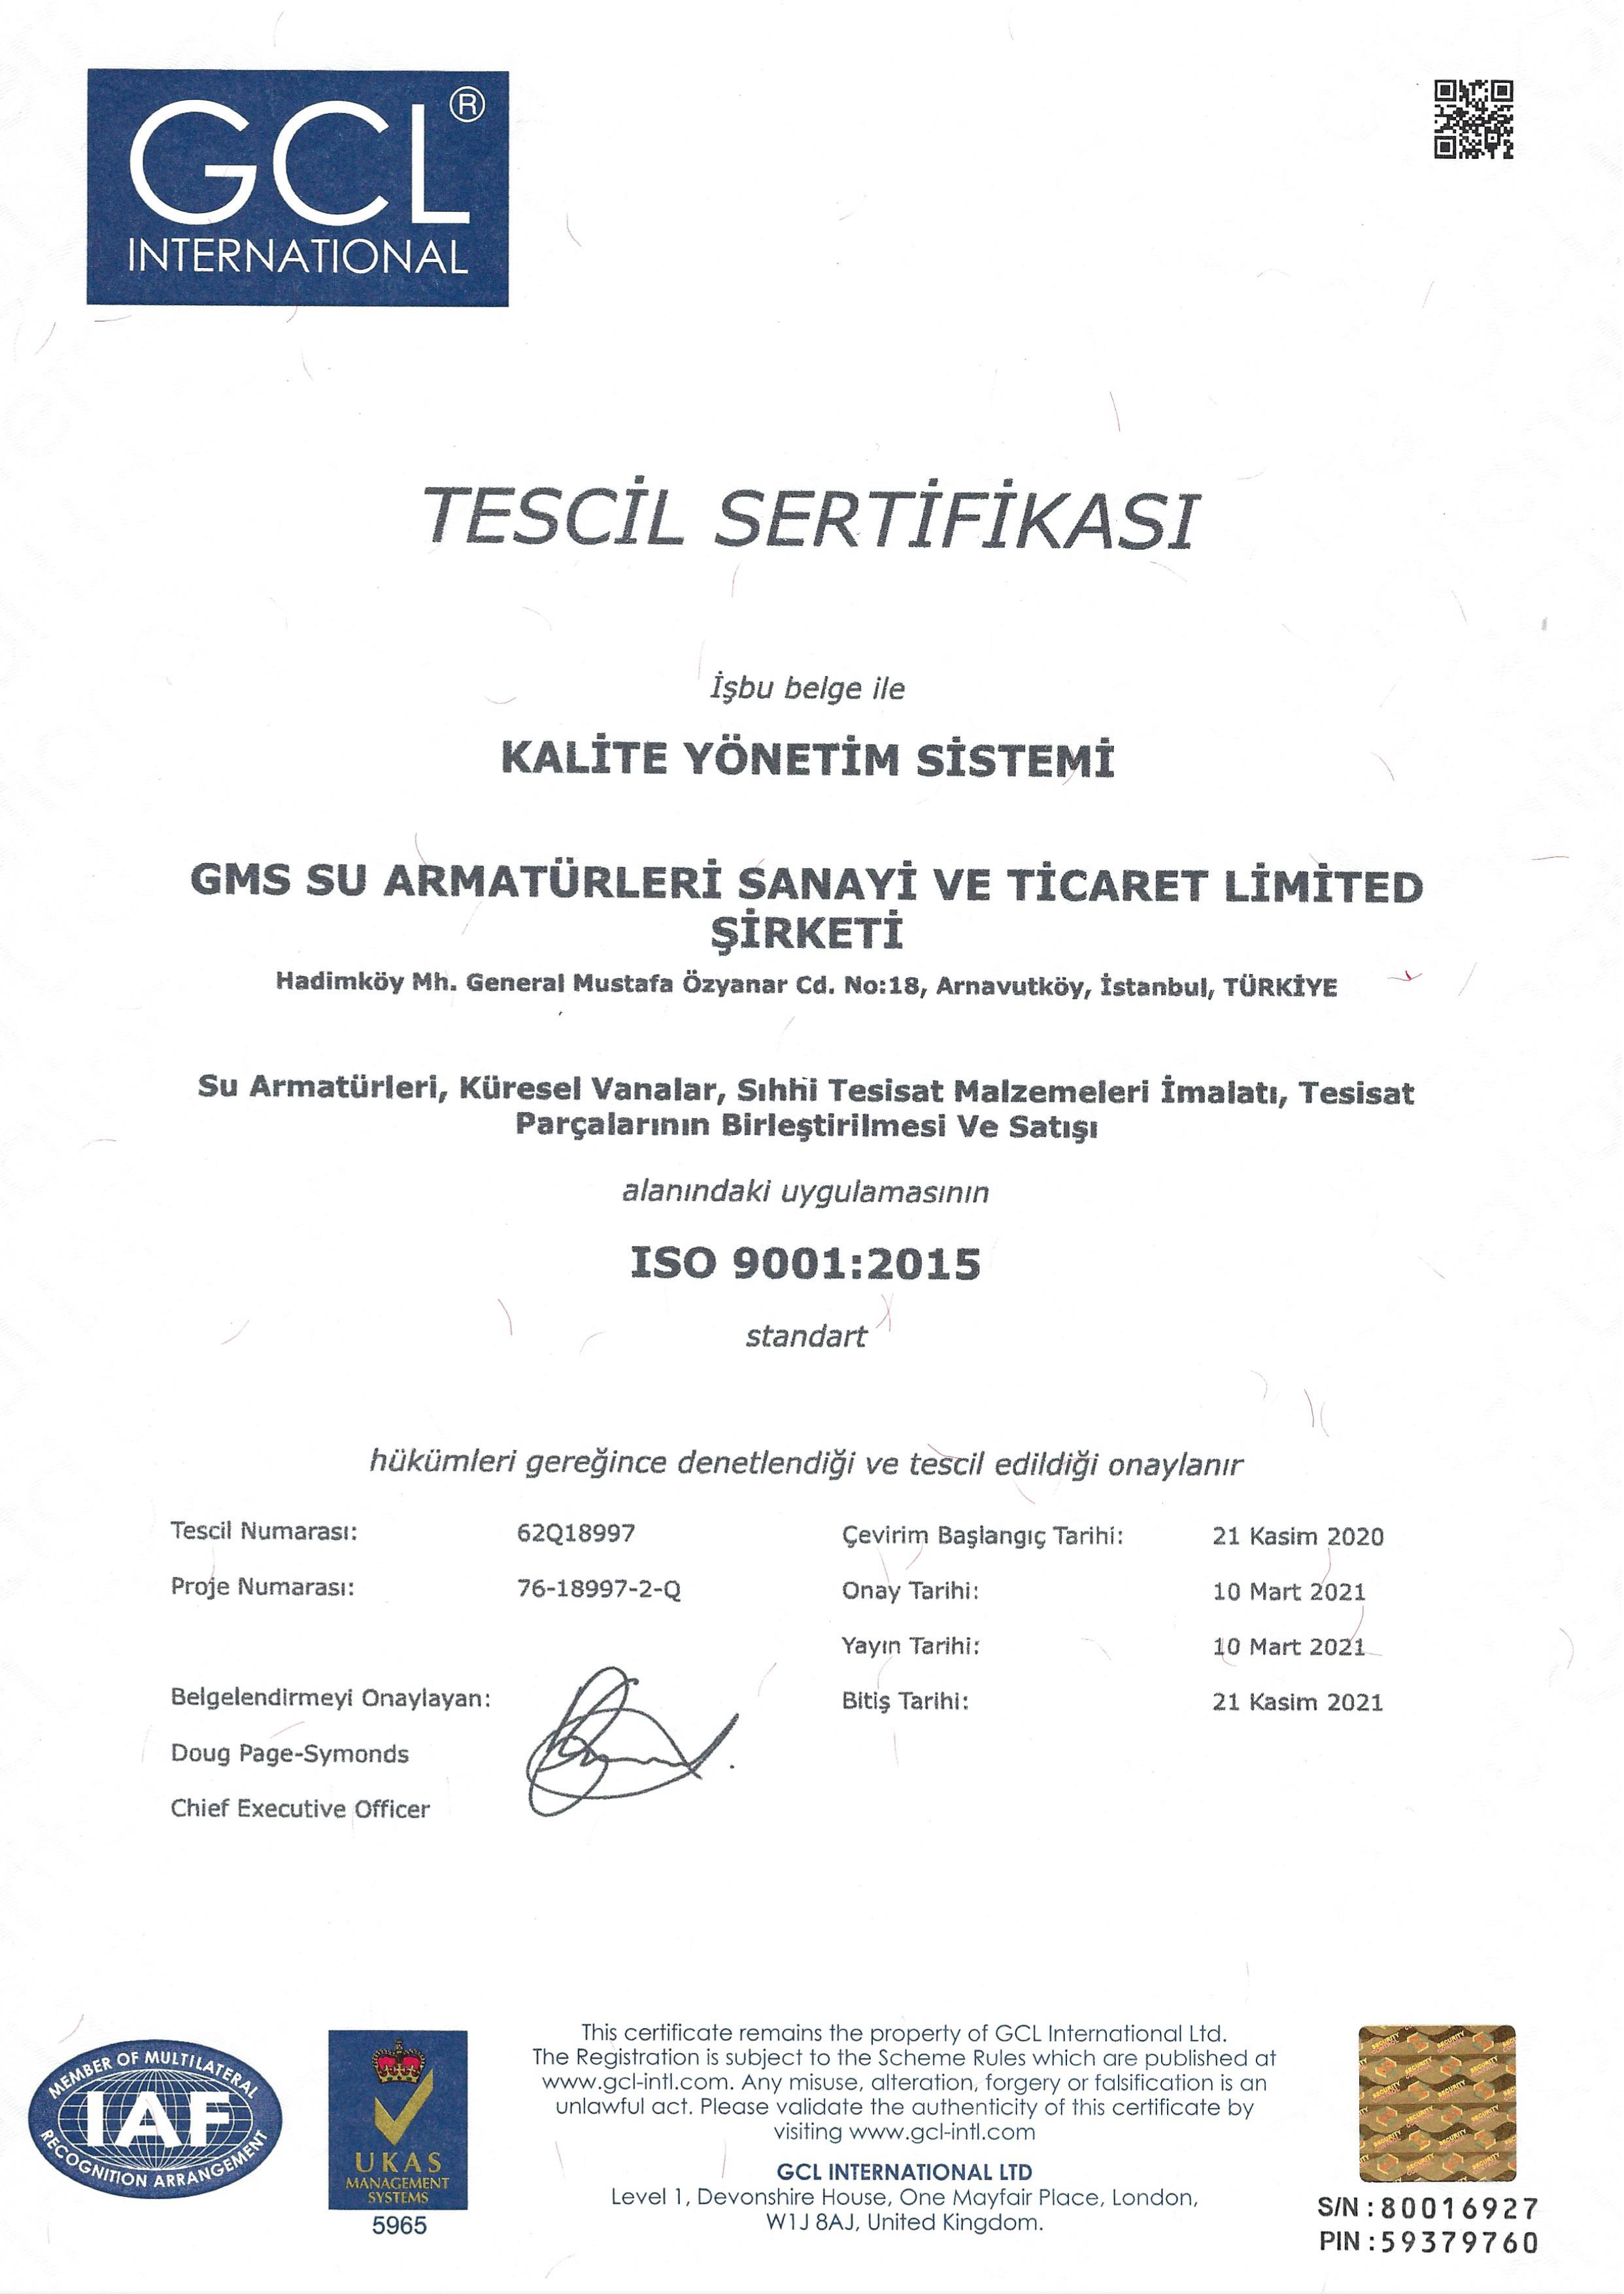 GCL®
INTERNATIONAL
TESCİL SERTİFİKASI
İşbu belge ile
KALİTE YÖNETİM SİSTEMİ
GMS SU ARMATÜRLERİ SANAYİ VE TİCARET LİMİTED
ŞİRKETİ
Hadimköy Mh. General Mustafa Özyanar Cd. No:18, Arnavutköy, İstanbul, TÜRKİYE
Su Armatürleri, Küresel Vanalar, Sıhhi Tesisat Malzemeleri İmalatı, Tesisat
Parçalarının Birleştirilmesi Ve Satışı
alanındaki uygulamasının
ISO 9001:2015
standart
hükümleri gereğince denetlendiği ve tescil edildiği onaylanır
Tescil Numarası: 62Q18997
Proje Numarası: 76-18997-2-Q
Çevirim Başlangıç Tarihi: 21 Kasim 2020
Onay Tarihi: 10 Mart 2021
Yayın Tarihi: 10 Mart 2021
Bitiş Tarihi: 21 Kasim 2021
Belgelendirmeyi Onaylayan:
Doug Page-Symonds
Chief Executive Officer
MEMBER OF MULTILATERAL
IAF
RECOGNITION ARRANGEMENT
UKAS
MANAGEMENT
SYSTEMS
5965
This certificate remains the property of GCL International Ltd.
The Registration is subject to the Scheme Rules which are published at
www.gcl-intl.com. Any misuse, alteration, forgery or falsification is an
unlawful act. Please validate the authenticity of this certificate by
visiting www.gcl-intl.com
GCL INTERNATIONAL LTD
Level 1, Devonshire House, One Mayfair Place, London,
W1J 8AJ, United Kingdom.
S/N :80016927
PIN :59379760